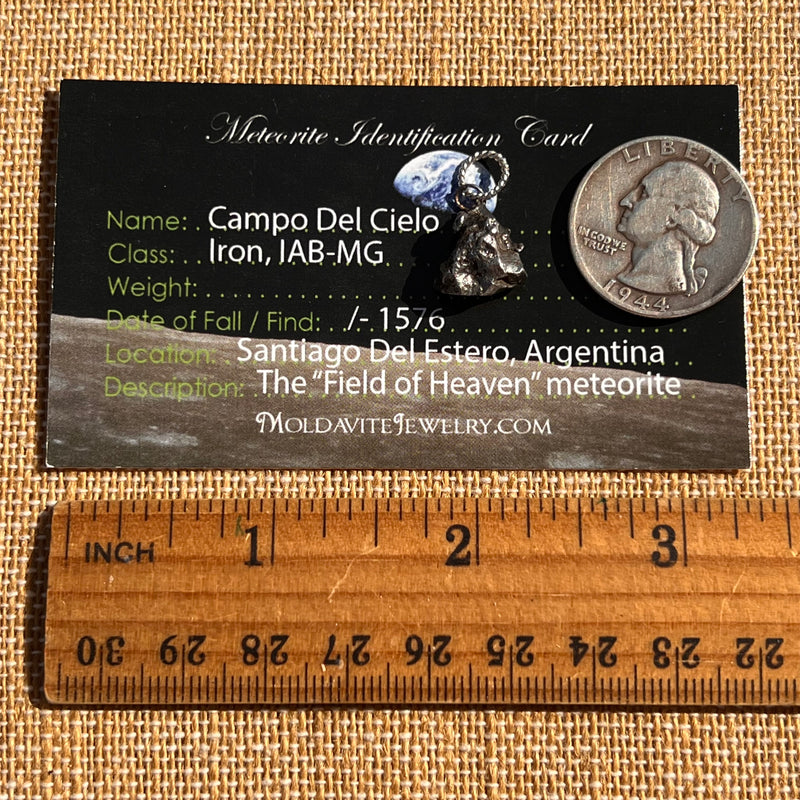 Meteorite Identification Card
Name: Campo Del Cielo
Class: Iron, IAB-MG
Weight:
Date of Fall / Find: /- 1576
Location: Santiago Del Estero, Argentina
Description: The “Field of Heaven” meteorite
MOLDAVITEJEWELRY.COM
LIBERTY
IN GOD WE
TRUST
1944
INCH 1 2 3
30 29 28 27 26 25 24 23 22